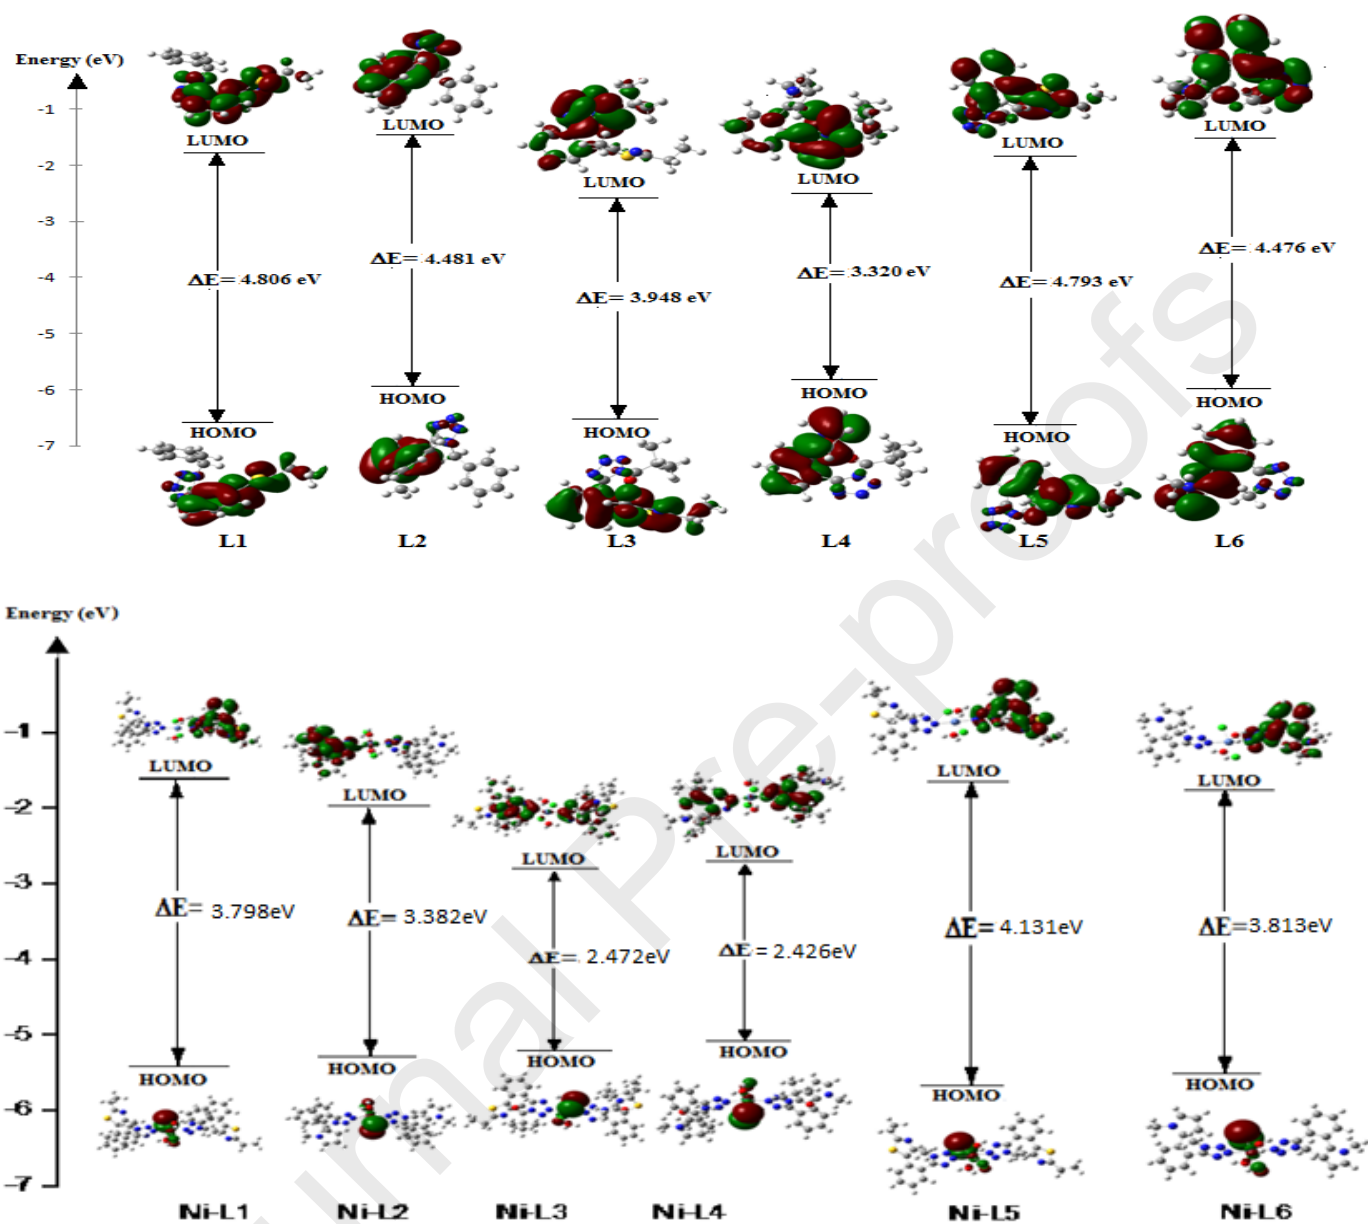 Energy (eV)
-1
-2
-3
-4
-5
-6
-7
LUMO
LUMO
LUMO
LUMO
LUMO
LUMO
ΔE= 4.806 eV
ΔE= 4.481 eV
ΔE= 3.948 eV
ΔE= 3.320 eV
ΔE= 4.793 eV
ΔE= 4.476 eV
HOMO
HOMO
HOMO
HOMO
HOMO
HOMO
L1
L2
L3
L4
L5
L6
Energy (eV)
-1
-2
-3
-4
-5
-6
-7
LUMO
LUMO
LUMO
LUMO
LUMO
LUMO
ΔE= 3.798eV
ΔE= 3.382eV
ΔE= 2.472eV
ΔE= 2.426eV
ΔE= 4.131eV
ΔE=3.813eV
HOMO
HOMO
HOMO
HOMO
HOMO
HOMO
Ni-L1
Ni-L2
Ni-L3
Ni-L4
Ni-L5
Ni-L6
Pre-proofs